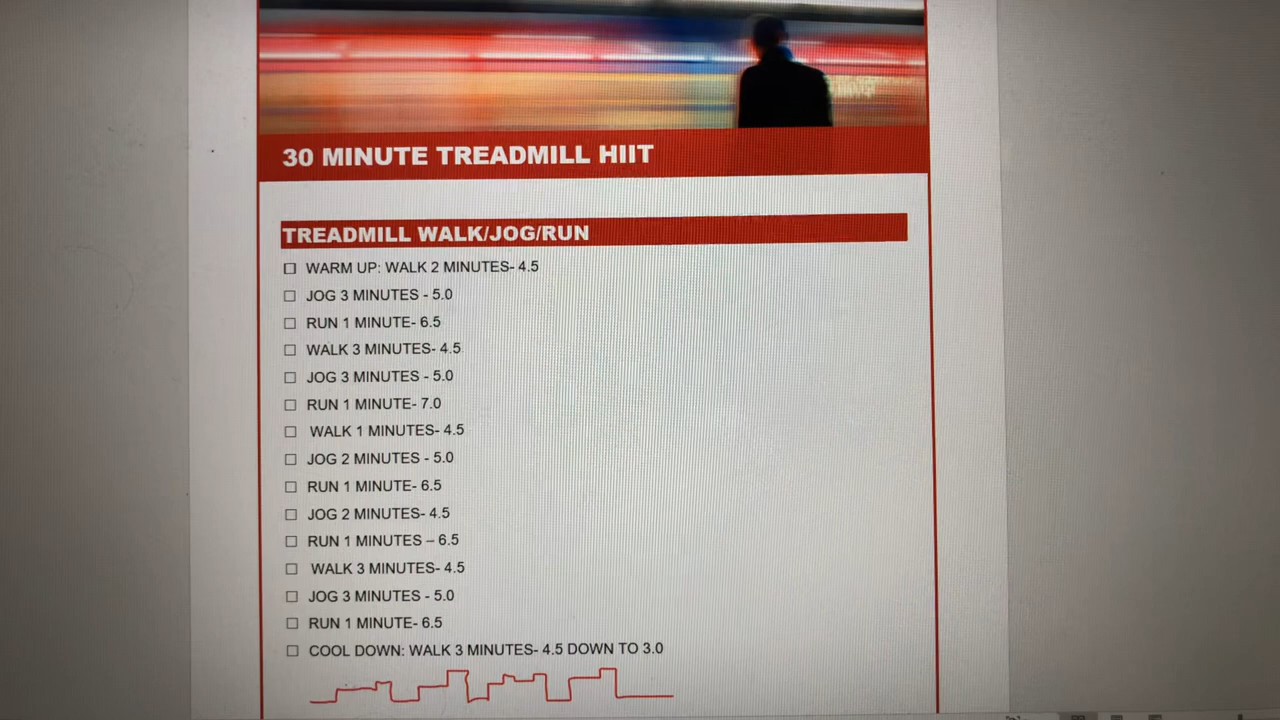 30 MINUTE TREADMILL HIIT
TREADMILL WALK/JOG/RUN
☐ WARM UP: WALK 2 MINUTES- 4.5
☐ JOG 3 MINUTES - 5.0
☐ RUN 1 MINUTE- 6.5
☐ WALK 3 MINUTES- 4.5
☐ JOG 3 MINUTES - 5.0
☐ RUN 1 MINUTE- 7.0
☐ WALK 1 MINUTES- 4.5
☐ JOG 2 MINUTES - 5.0
☐ RUN 1 MINUTE- 6.5
☐ JOG 2 MINUTES- 4.5
☐ RUN 1 MINUTES – 6.5
☐ WALK 3 MINUTES- 4.5
☐ JOG 3 MINUTES - 5.0
☐ RUN 1 MINUTE- 6.5
☐ COOL DOWN: WALK 3 MINUTES- 4.5 DOWN TO 3.0